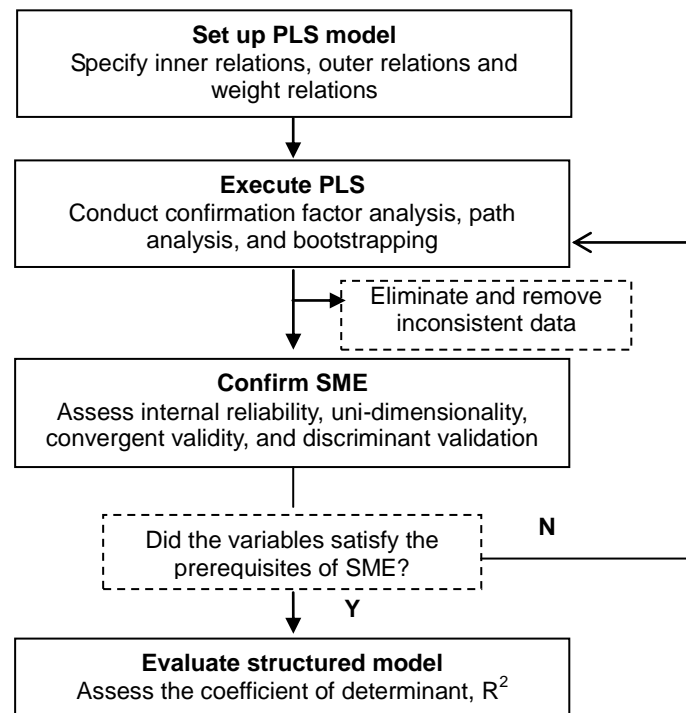 Set up PLS model
Specify inner relations, outer relations and
weight relations
Execute PLS
Conduct confirmation factor analysis, path
analysis, and bootstrapping
Eliminate and remove
inconsistent data
Confirm SME
Assess internal reliability, uni-dimensionality,
convergent validity, and discriminant validation
Did the variables satisfy the
prerequisites of SME?
N
Y
Evaluate structured model
Assess the coefficient of determinant, R²